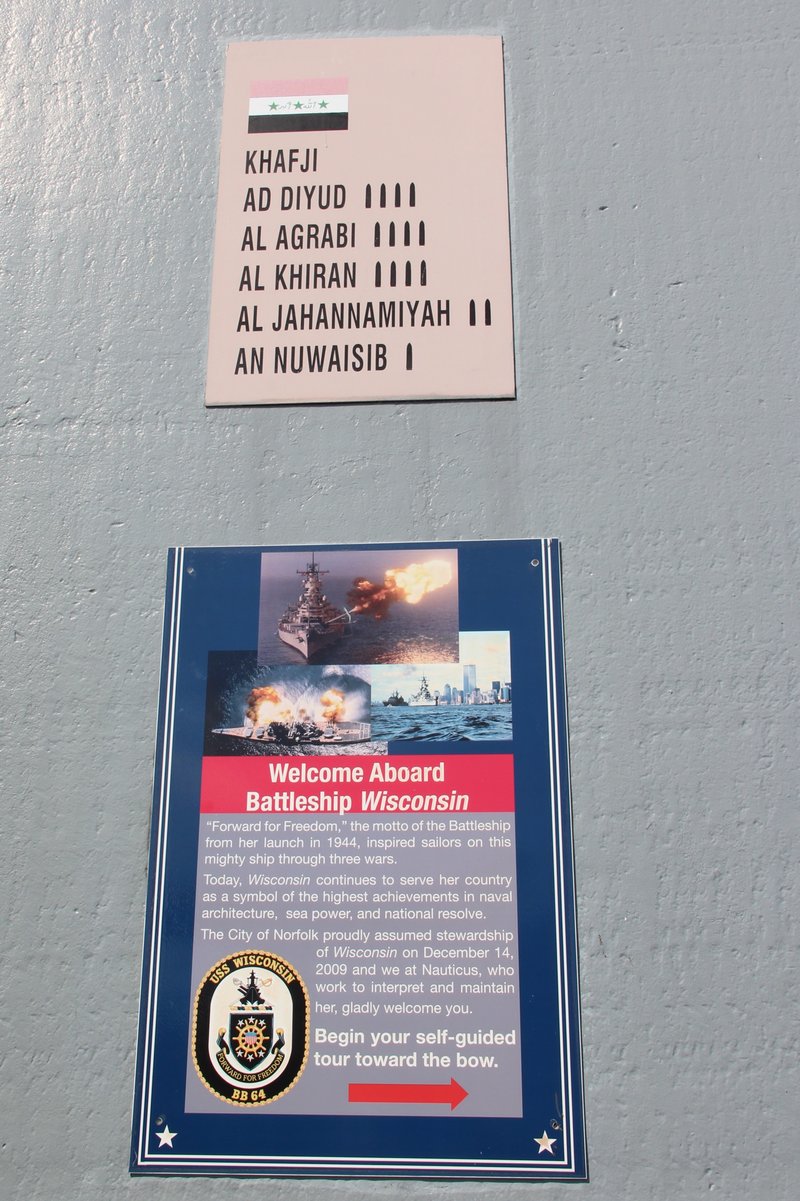 KHAFJI
AD DIYUD
AL AGRABI
AL KHIRAN
AL JAHANNAMIYAH
AN NUWAISIB
Welcome Aboard
Battleship Wisconsin
“Forward for Freedom,” the motto of the Battleship
from her launch in 1944, inspired sailors on this
mighty ship through three wars.
Today, Wisconsin continues to serve her country
as a symbol of the highest achievements in naval
architecture, sea power, and national resolve.
The City of Norfolk proudly assumed stewardship
of Wisconsin on December 14,
2009 and we at Nauticus, who
work to interpret and maintain
her, gladly welcome you.
Begin your self-guided
tour toward the bow.
USS WISCONSIN
FORWARD FOR FREEDOM
BB 64